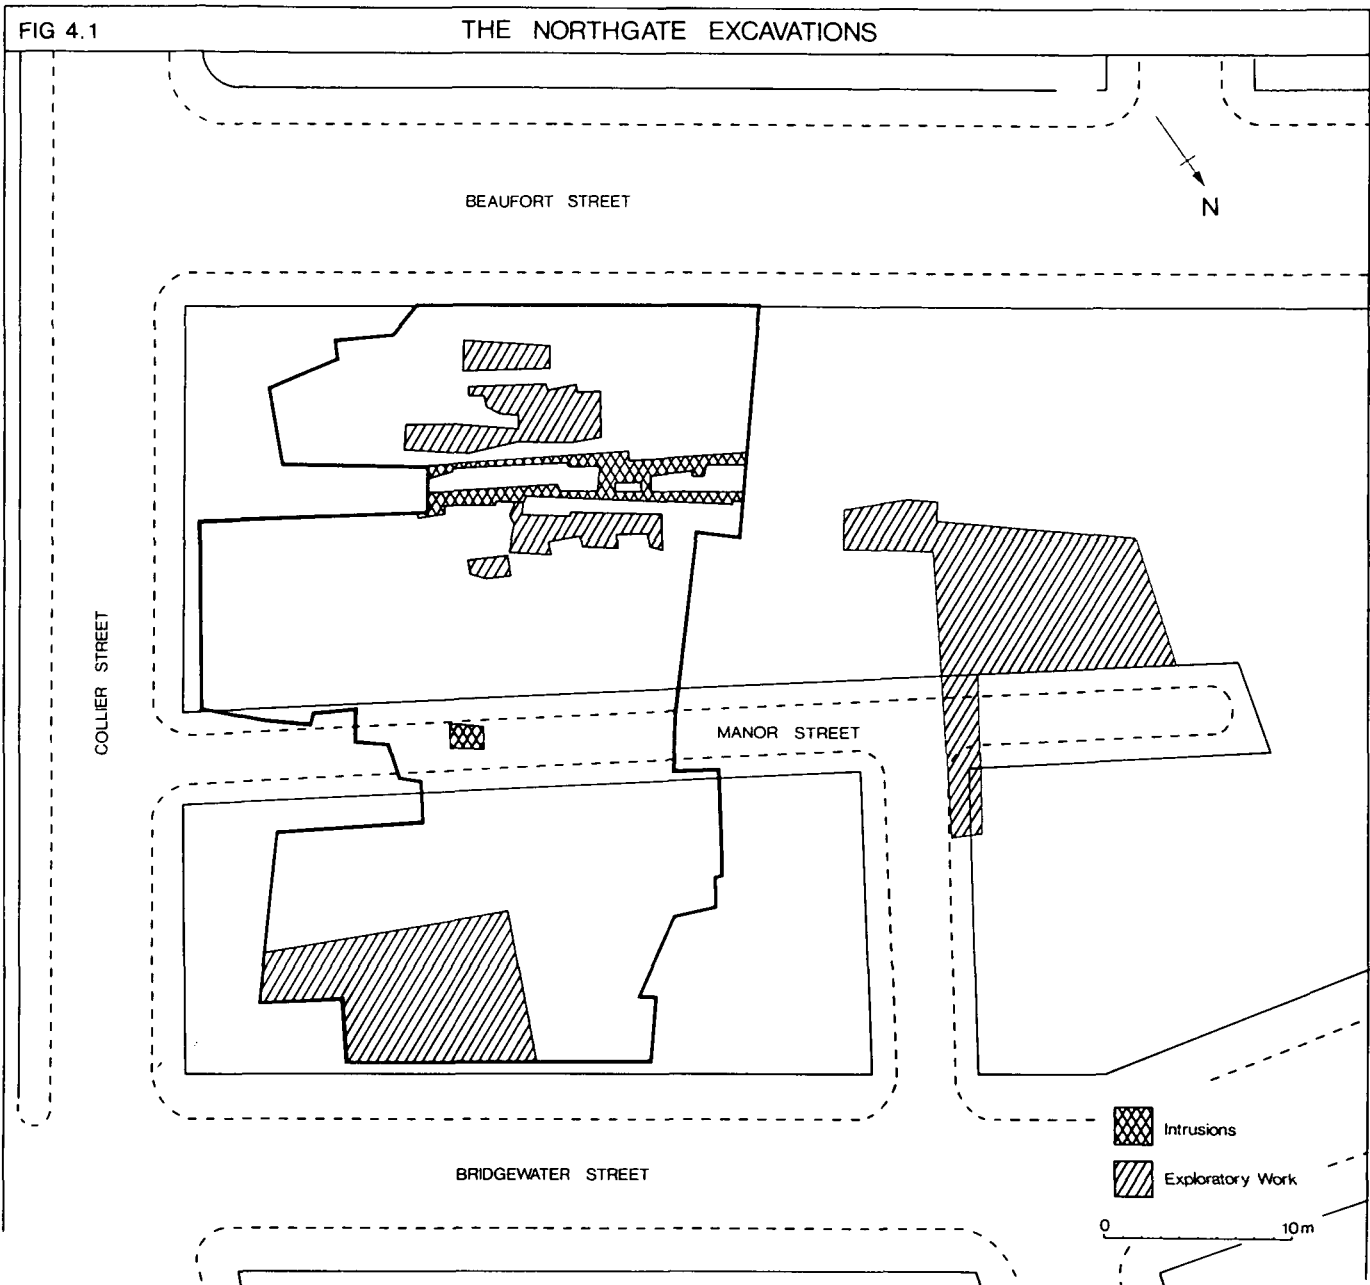 FIG 4.1
THE NORTHGATE EXCAVATIONS
BEAUFORT STREET
N
COLLIER STREET
MANOR STREET
Intrusions
BRIDGEWATER STREET
Exploratory Work
0 10m